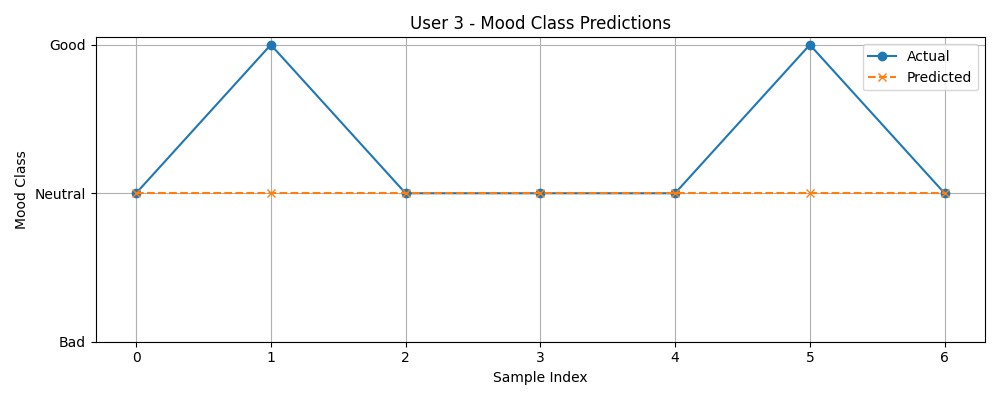 User 3 - Mood Class Predictions
Good
Neutral
Bad
Mood Class
Actual
Predicted
0 1 2 3 4 5 6
Sample Index